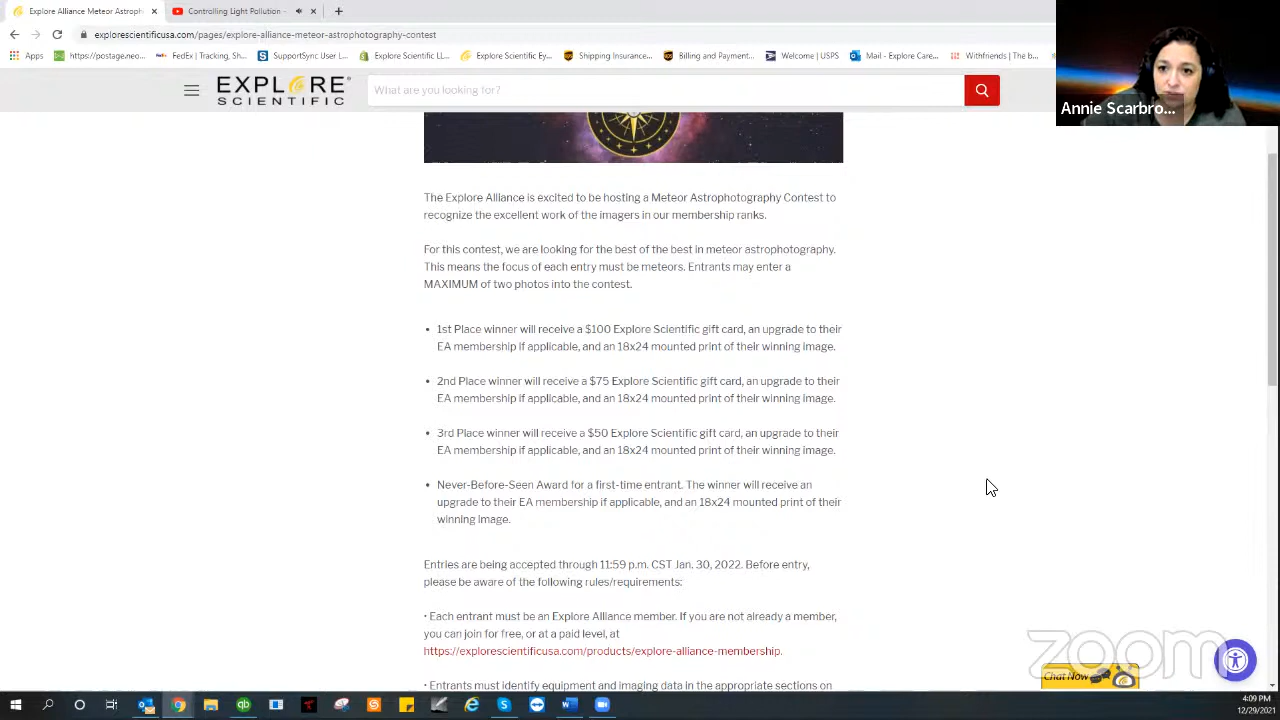 Explore Alliance Meteor Astroph
Controlling Light Pollution -
explorescientificusa.com/pages/explore-alliance-meteor-astrophotography-contest
Apps
https://postage.neo...
FedEx | Tracking, Sh...
SupportSync User L...
Explore Scientific LL...
Explore Scientific Ey...
Shipping Insurance...
Billing and Payment...
Welcome | USPS
Mail - Explore Care...
Withfriends | The b...
Annie Scarbro...
EXPLORE
SCIENTIFIC
What are you looking for?
The Explore Alliance is excited to be hosting a Meteor Astrophotography Contest to
recognize the excellent work of the imagers in our membership ranks.
For this contest, we are looking for the best of the best in meteor astrophotography.
This means the focus of each entry must be meteors. Entrants may enter a
MAXIMUM of two photos into the contest.
• 1st Place winner will receive a $100 Explore Scientific gift card, an upgrade to their
EA membership if applicable, and an 18x24 mounted print of their winning image.
• 2nd Place winner will receive a $75 Explore Scientific gift card, an upgrade to their
EA membership if applicable, and an 18x24 mounted print of their winning image.
• 3rd Place winner will receive a $50 Explore Scientific gift card, an upgrade to their
EA membership if applicable, and an 18x24 mounted print of their winning image.
• Never-Before-Seen Award for a first-time entrant. The winner will receive an
upgrade to their EA membership if applicable, and an 18x24 mounted print of their
winning image.
Entries are being accepted through 11:59 p.m. CST Jan. 30, 2022. Before entry,
please be aware of the following rules/requirements:
• Each entrant must be an Explore Alliance member. If you are not already a member,
you can join for free, or at a paid level, at
https://explorescientificusa.com/products/explore-alliance-membership.
• Entrants must identify equipment and imaging data in the appropriate sections on
zoom
Chat Now
4:09 PM
12/29/2021